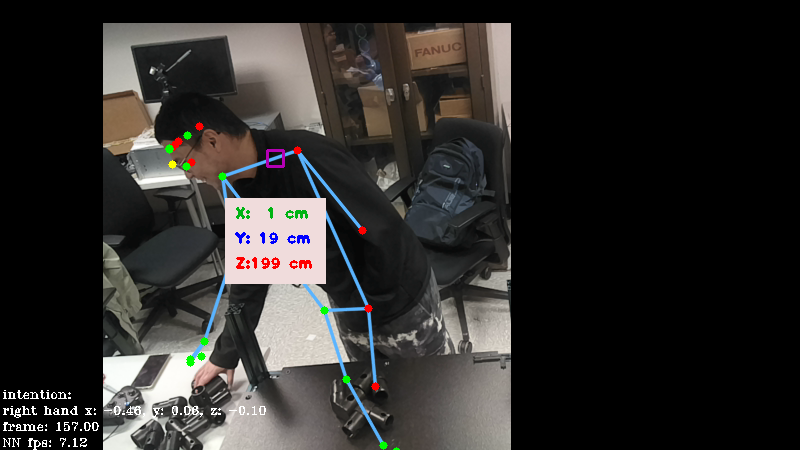 FANUC
X: 1 cm
Y: 19 cm
Z:199 cm
intention:
right hand x: -0.46, y: 0.06, z: -0.10
frame: 157.00
NN fps: 7.12